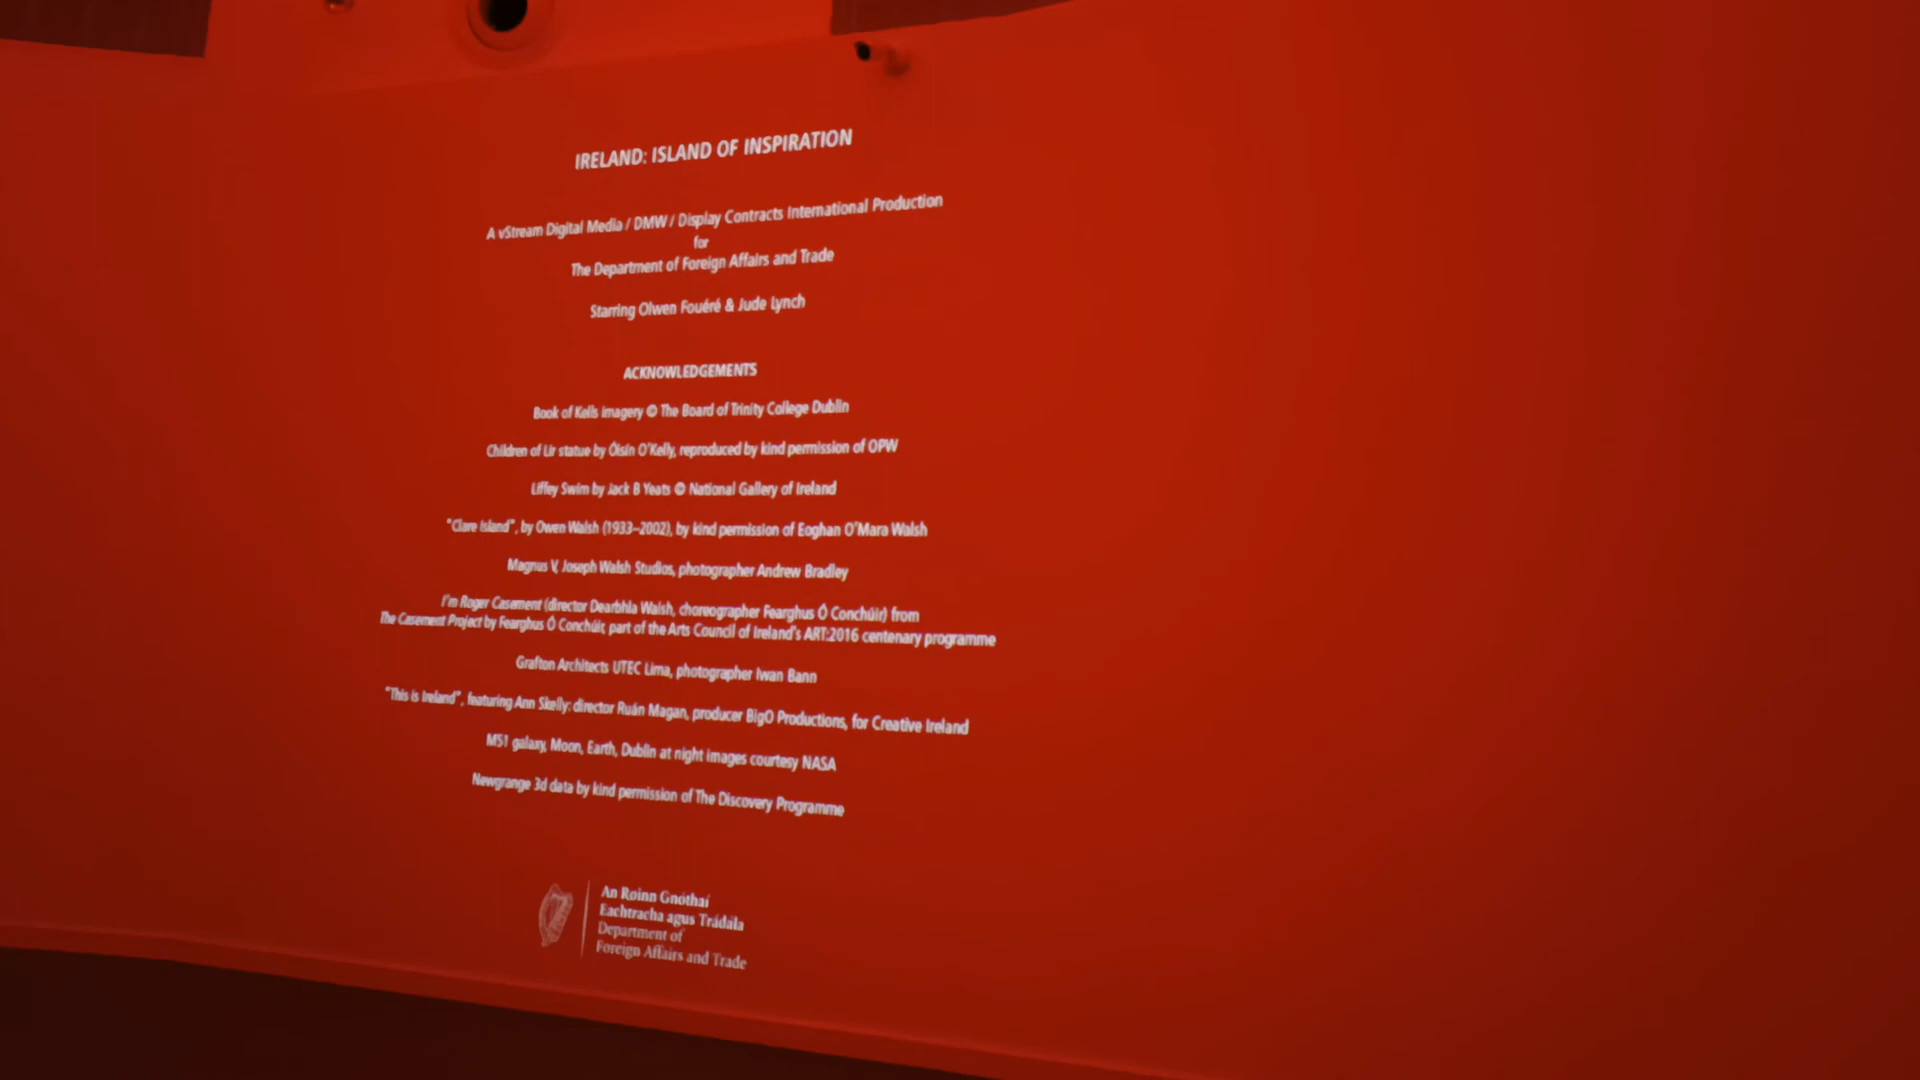 IRELAND: ISLAND OF INSPIRATION
A vStream Digital Media / DMW / Display Contracts International Production
for
The Department of Foreign Affairs and Trade
Starring Olwen Fouéré & Jude Lynch
ACKNOWLEDGEMENTS
Book of Kells imagery © The Board of Trinity College Dublin
Children of Lir statue by Óisín O'Kelly, reproduced by kind permission of OPW
Liffey Swim by Jack B Yeats © National Gallery of Ireland
"Clare Island", by Owen Walsh (1933–2002), by kind permission of Eoghan O'Mara Walsh
Magnus V, Joseph Walsh Studios, photographer Andrew Bradley
I'm Roger Casement (director Dearbhla Walsh, choreographer Fearghus Ó Conchúir) from
The Casement Project by Fearghus Ó Conchúir, part of the Arts Council of Ireland's ART:2016 centenary programme
Grafton Architects UTEC Lima, photographer Iwan Bann
"This is Ireland", featuring Ann Skelly: director Ruán Magan, producer BigO Productions, for Creative Ireland
M51 galaxy, Moon, Earth, Dublin at night images courtesy NASA
Newgrange 3d data by kind permission of The Discovery Programme
An Roinn Gnóthaí
Eachtracha agus Trádála
Department of
Foreign Affairs and Trade